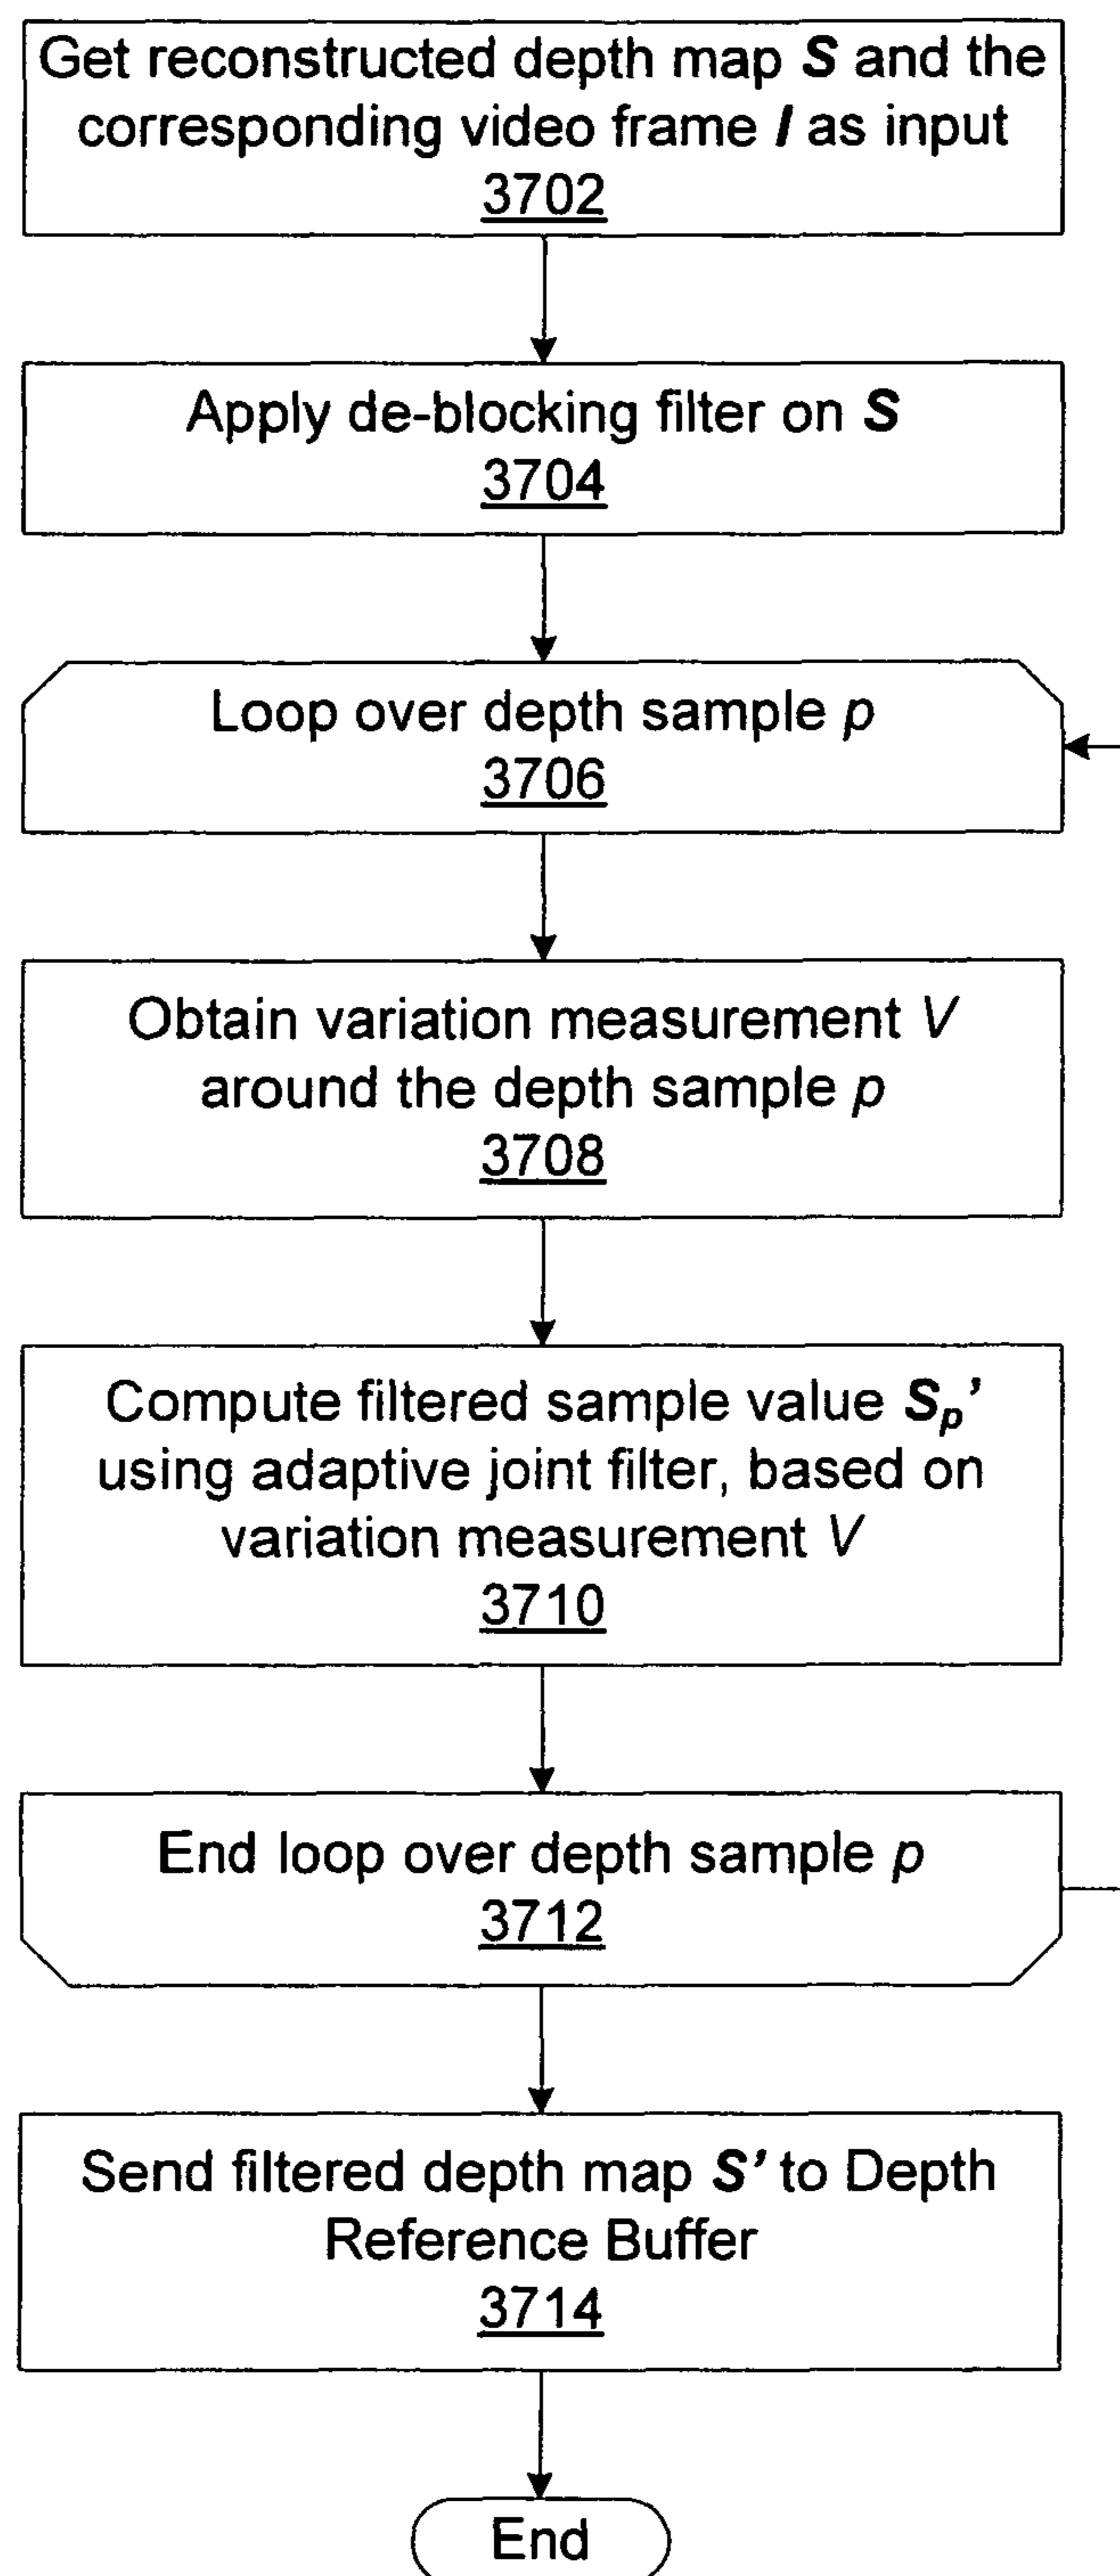 Get reconstructed depth map S and the
corresponding video frame I as input
3702
Apply de-blocking filter on S
3704
Loop over depth sample p
3706
Obtain variation measurement V
around the depth sample p
3708
Compute filtered sample value Sp'
using adaptive joint filter, based on
variation measurement V
3710
End loop over depth sample p
3712
Send filtered depth map S' to Depth
Reference Buffer
3714
End